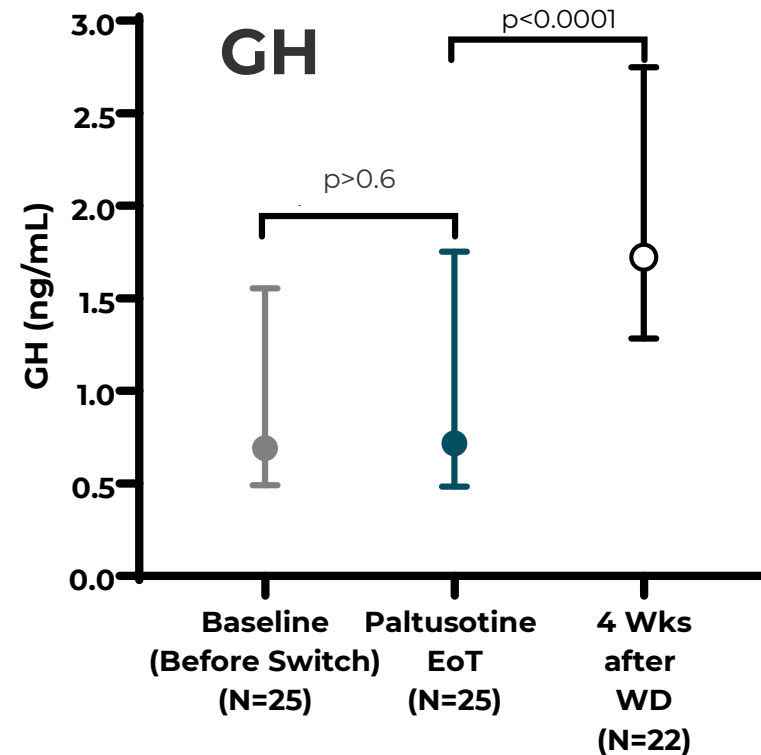 GH
p<0.0001
p>0.6
GH (ng/mL)
3.0
2.5
2.0
1.5
1.0
0.5
0.0
Baseline
(Before Switch)
(N=25)
Paltusotine
EoT
(N=25)
4 Wks
after
WD
(N=22)